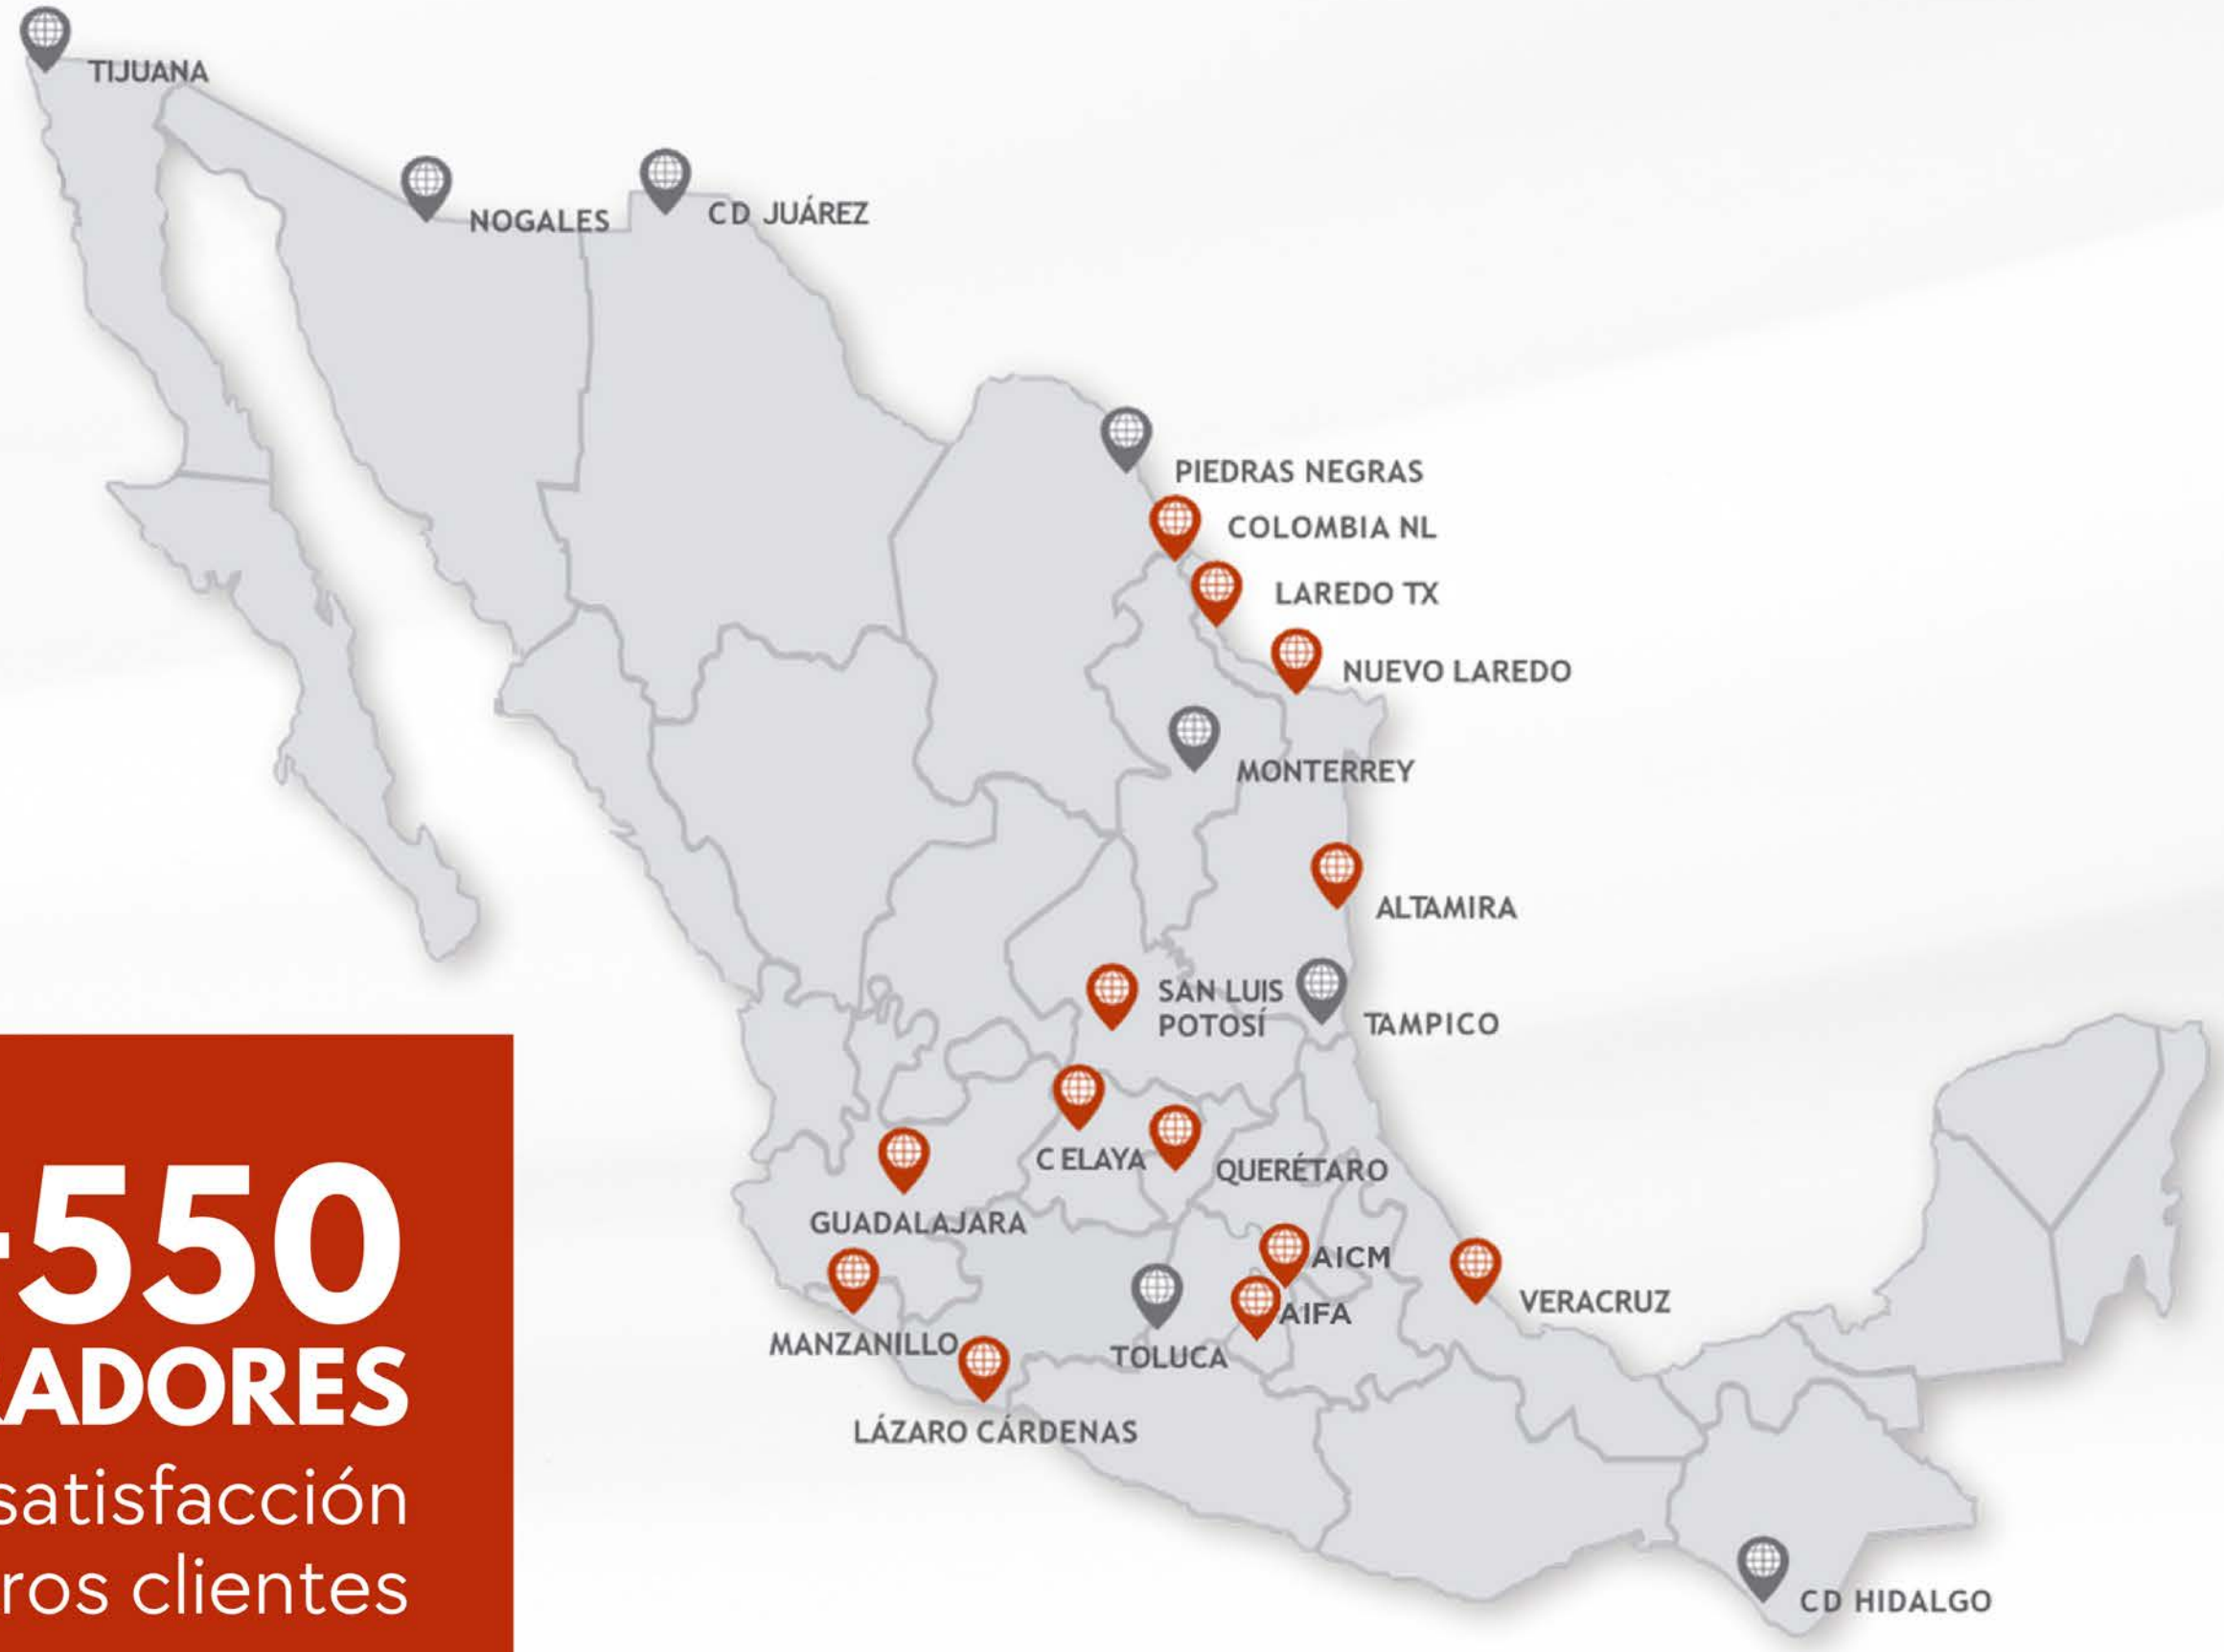 TIJUANA
NOGALES
CD JUÁREZ
PIEDRAS NEGRAS
COLOMBIA NL
LAREDO TX
NUEVO LAREDO
MONTERREY
ALTAMIRA
SAN LUIS
POTOSÍ
TAMPICO
CELAYA
QUERÉTARO
GUADALAJARA
AICM
AIFA
VERACRUZ
MANZANILLO
TOLUCA
LÁZARO CÁRDENAS
CD HIDALGO
550
ADORES
satisfacción
ros clientes